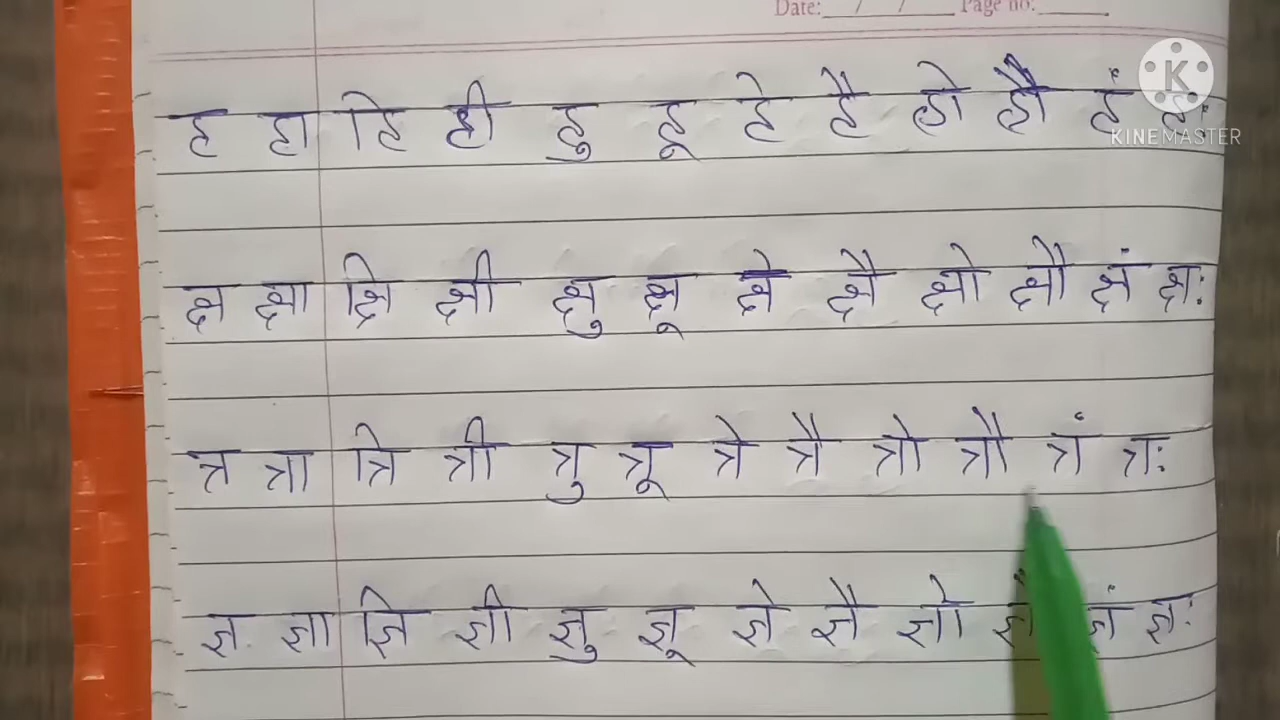 Date: / / Page no:
K
KINEMASTER
ह हा हि ही हु हू हे है हो हौ हं हः
क्ष क्षा क्षि क्षी क्षु क्षू क्षे क्षै क्षो क्षौ क्षं क्षः
त्र त्रा त्रि त्री त्रु त्रू त्रे त्रै त्रो त्रौ त्रं त्रः
ज्ञ ज्ञा ज्ञि ज्ञी ज्ञु ज्ञू ज्ञे ज्ञै ज्ञो ज्ञं ज्ञः